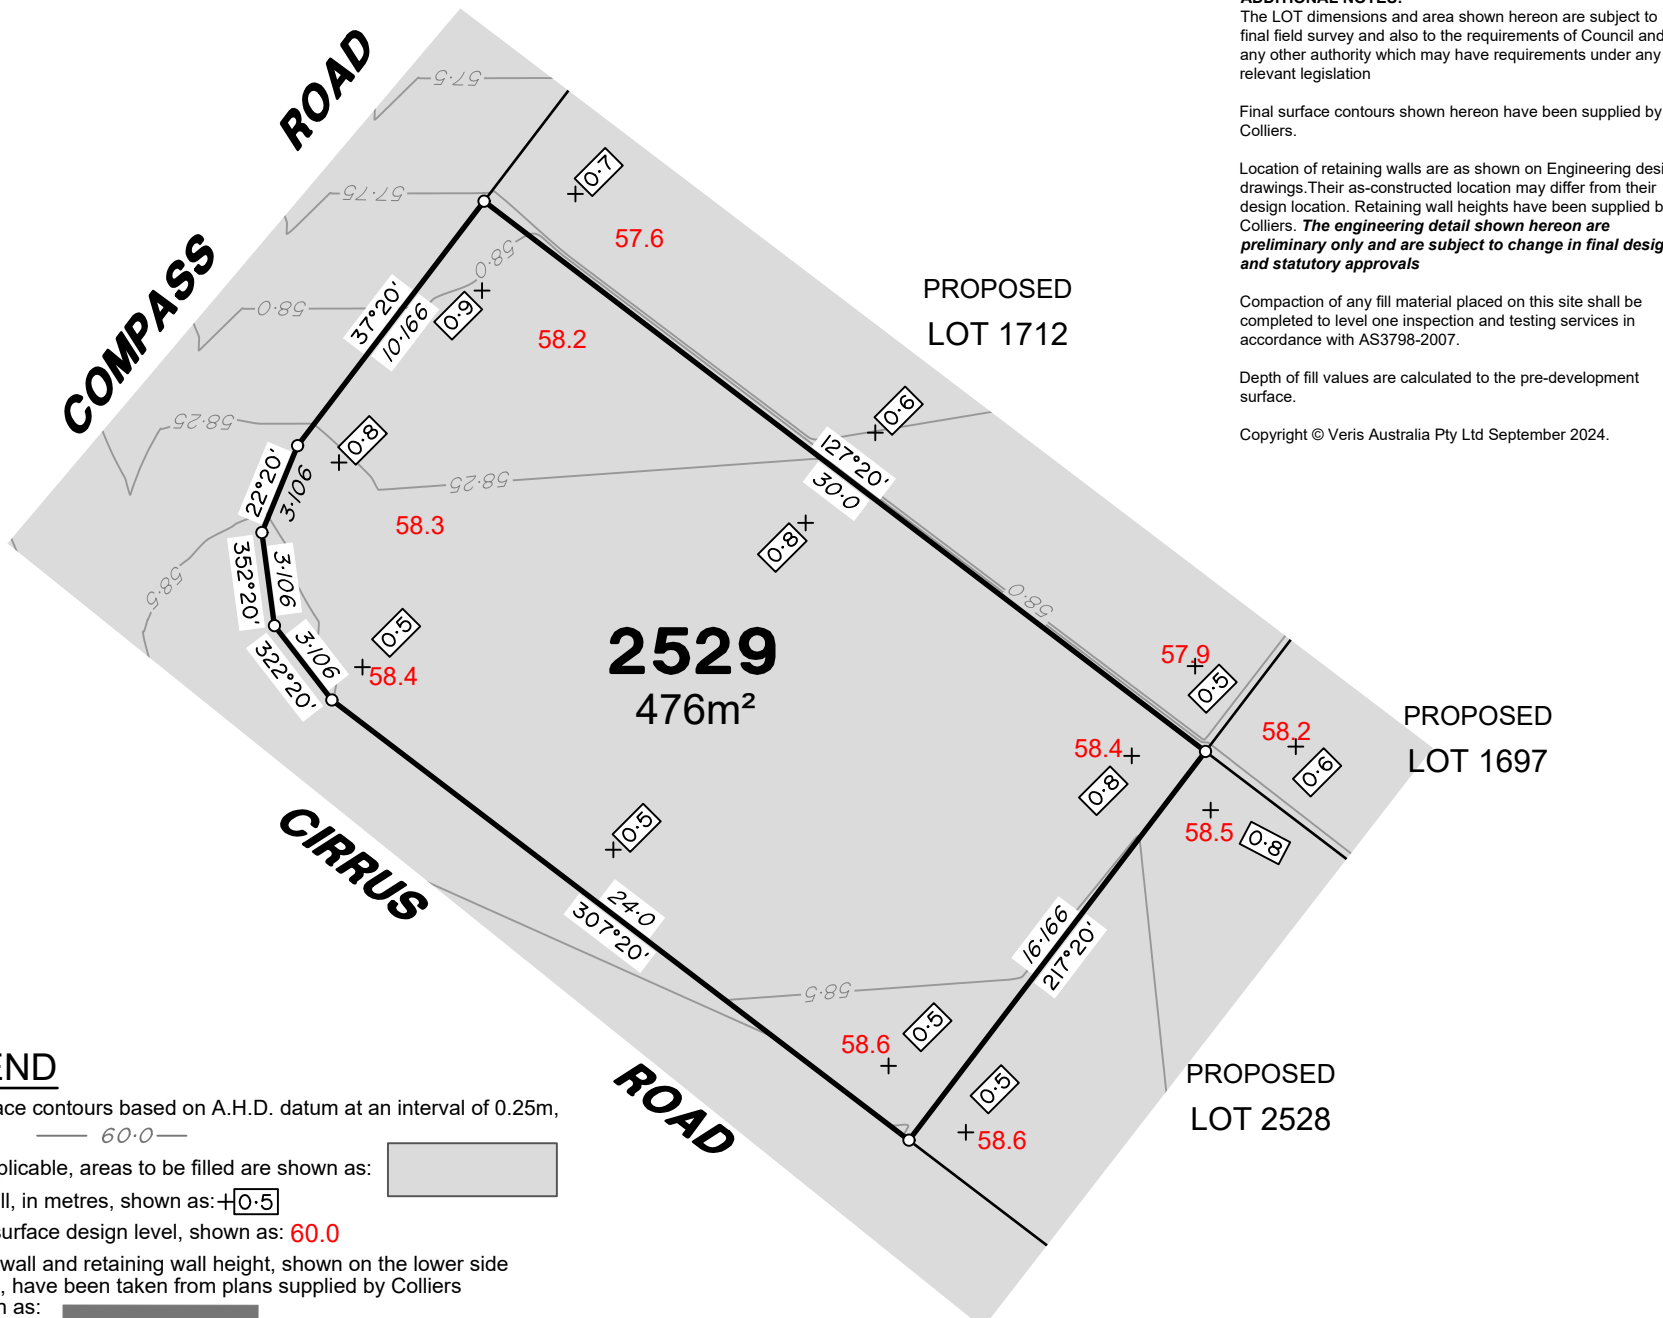 ADDITIONAL NOTES:
The LOT dimensions and area shown hereon are subject to
final field survey and also to the requirements of Council and
any other authority which may have requirements under any
relevant legislation
Final surface contours shown hereon have been supplied by
Colliers.
Location of retaining walls are as shown on Engineering desi
drawings.Their as-constructed location may differ from their
design location. Retaining wall heights have been supplied b
Colliers. The engineering detail shown hereon are
preliminary only and are subject to change in final desig
and statutory approvals
Compaction of any fill material placed on this site shall be
completed to level one inspection and testing services in
accordance with AS3798-2007.
Depth of fill values are calculated to the pre-development
surface.
Copyright © Veris Australia Pty Ltd September 2024.
COMPASS ROAD
57·5
57·75
58·0
58·25
58·5
0·7
57.6
58·0
37°20'
10·166
0·9
58.2
PROPOSED
LOT 1712
0·6
127°20'
30·0
0·8
22°20'
3·106
58·25
58.3
0·8
352°20'
3·106
322°20'
3·106
0·5
58.4
2529
476m²
58·0
57.9
0·5
58.2
0·6
PROPOSED
LOT 1697
58.4
0·8
58.5
0·8
CIRRUS ROAD
0·5
24·0
307°20'
16·166
217°20'
58·5
58.6
0·5
0·5
58.6
PROPOSED
LOT 2528
END
ace contours based on A.H.D. datum at an interval of 0.25m,
60·0
plicable, areas to be filled are shown as:
ll, in metres, shown as: 0·5
surface design level, shown as: 60.0
wall and retaining wall height, shown on the lower side
, have been taken from plans supplied by Colliers
n as: